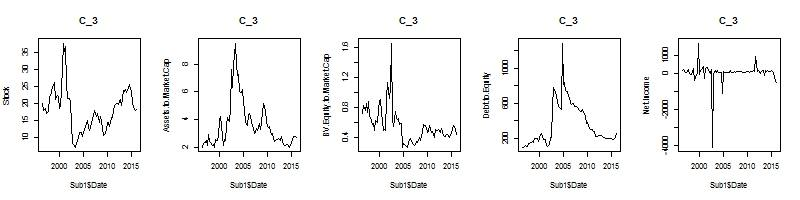 C_3
Stock
10 15 20 25 30 35
2000 2005 2010 2015
Sub1$Date
C_3
Assets.to.Market.Cap
2 4 6 8
2000 2005 2010 2015
Sub1$Date
C_3
BV.Equity.to.Market.Cap
0.4 0.8 1.2 1.6
2000 2005 2010 2015
Sub1$Date
C_3
Debt.to.Equity
200 600 1000
2000 2005 2010 2015
Sub1$Date
C_3
Net.Income
-4000 -2000 0 1000
2000 2005 2010 2015
Sub1$Date